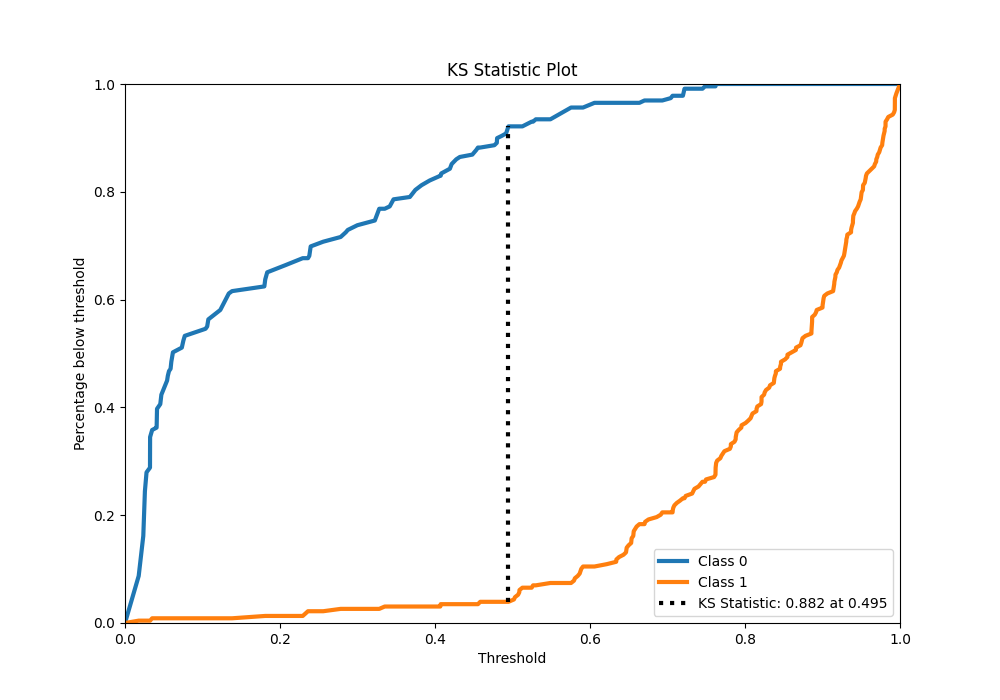 KS Statistic Plot
1.0
0.8
0.6
0.4
0.2
0.0
Percentage below threshold
0.0 0.2 0.4 0.6 0.8 1.0
Threshold
Class 0
Class 1
KS Statistic: 0.882 at 0.495